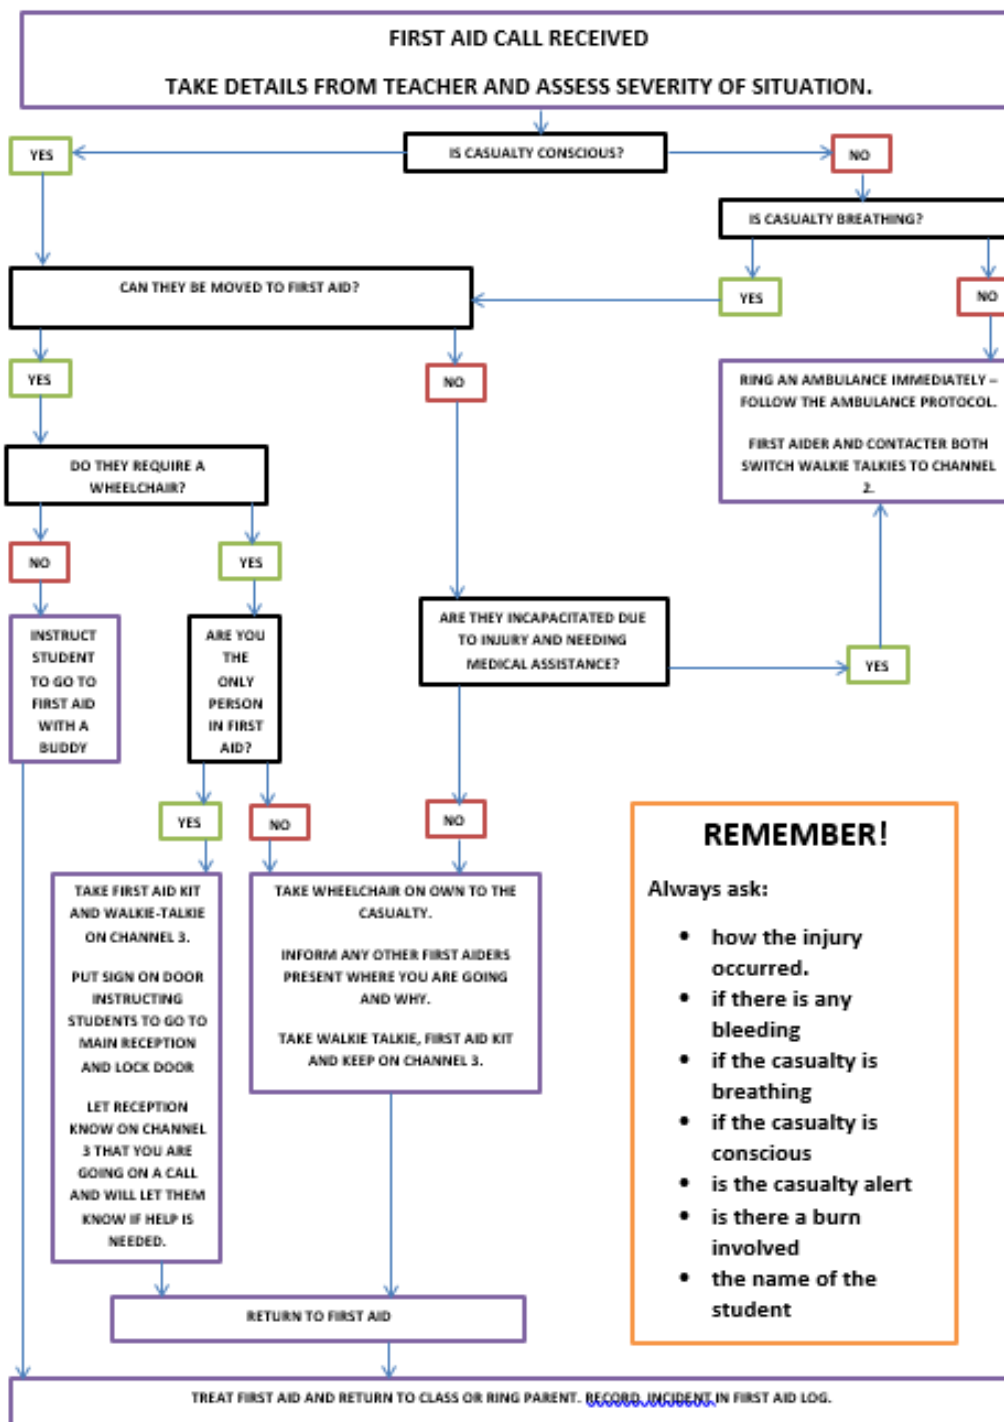 FIRST AID CALL RECEIVED
TAKE DETAILS FROM TEACHER AND ASSESS SEVERITY OF SITUATION.
YES
IS CASUALTY CONSCIOUS?
NO
IS CASUALTY BREATHING?
CAN THEY BE MOVED TO FIRST AID?
YES
NO
YES
NO
RING AN AMBULANCE IMMEDIATELY –
FOLLOW THE AMBULANCE PROTOCOL.
FIRST AIDER AND CONTACTER BOTH
SWITCH WALKIE TALKIES TO CHANNEL
2.
DO THEY REQUIRE A
WHEELCHAIR?
NO
YES
INSTRUCT
STUDENT
TO GO TO
FIRST AID
WITH A
BUDDY
ARE YOU
THE
ONLY
PERSON
IN FIRST
AID?
ARE THEY INCAPACITATED DUE
TO INJURY AND NEEDING
MEDICAL ASSISTANCE?
YES
YES
NO
NO
TAKE FIRST AID KIT
AND WALKIE-TALKIE
ON CHANNEL 3.
PUT SIGN ON DOOR
INSTRUCTING
STUDENTS TO GO TO
MAIN RECEPTION
AND LOCK DOOR
LET RECEPTION
KNOW ON CHANNEL
3 THAT YOU ARE
GOING ON A CALL
AND WILL LET THEM
KNOW IF HELP IS
NEEDED.
TAKE WHEELCHAIR ON OWN TO THE
CASUALTY.
INFORM ANY OTHER FIRST AIDERS
PRESENT WHERE YOU ARE GOING
AND WHY.
TAKE WALKIE TALKIE, FIRST AID KIT
AND KEEP ON CHANNEL 3.
REMEMBER!
Always ask:
• how the injury
occurred.
• if there is any
bleeding
• if the casualty is
breathing
• if the casualty is
conscious
• is the casualty alert
• is there a burn
involved
• the name of the
student
RETURN TO FIRST AID
TREAT FIRST AID AND RETURN TO CLASS OR RING PARENT. RECORD INCIDENT IN FIRST AID LOG.